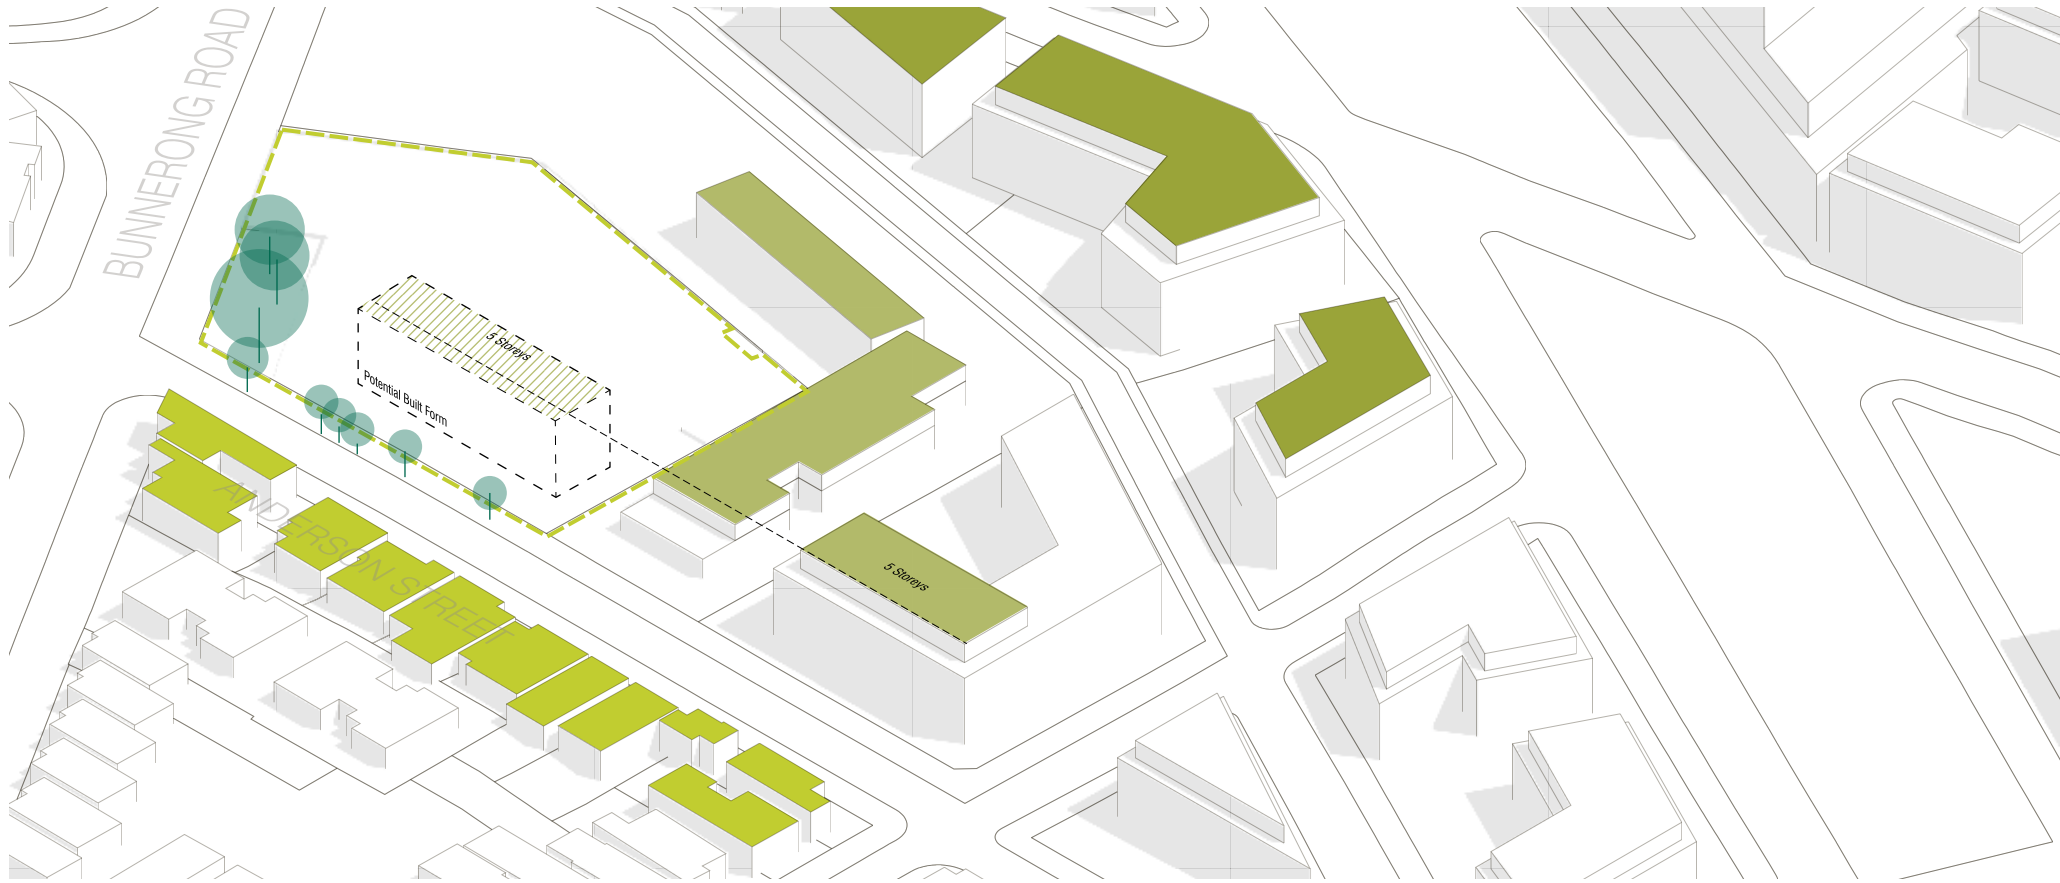 BUNNERONG ROAD
5 Storeys
Potential Built Form
ANDERSON STREET
5 Storeys